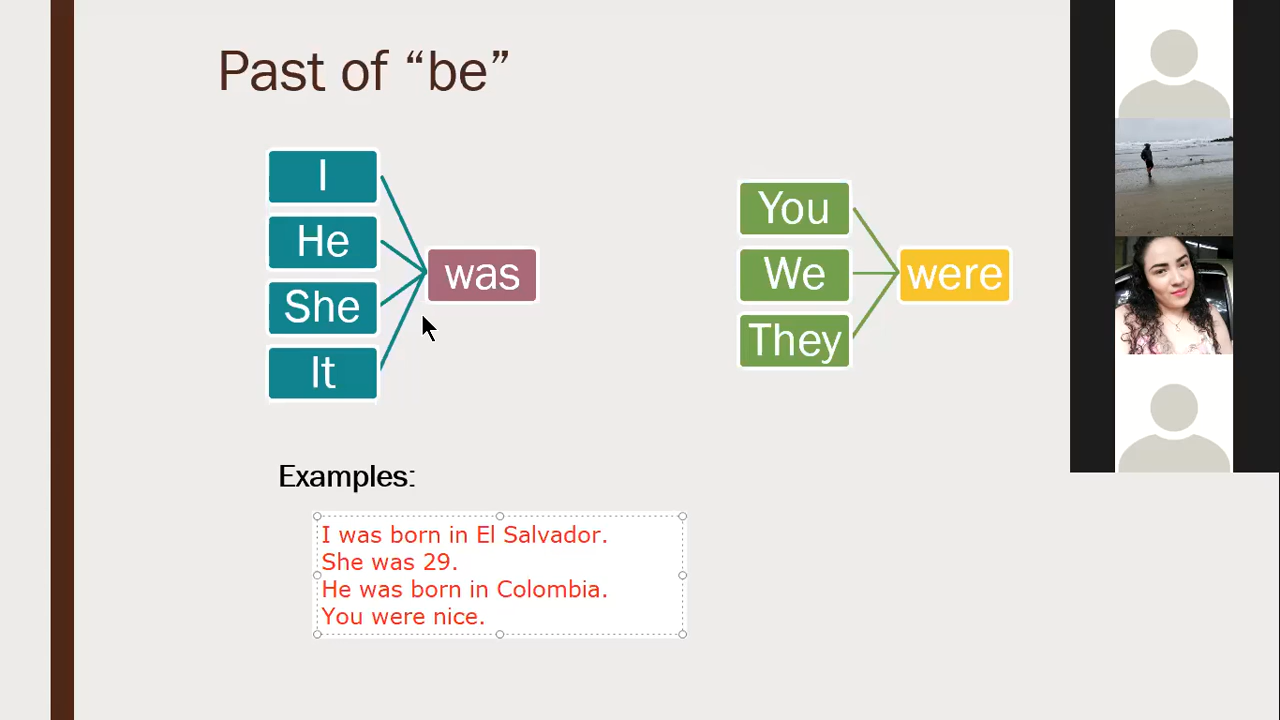 Past of “be”
I
He
She
It
was
You
We
They
were
Examples:
I was born in El Salvador.
She was 29.
He was born in Colombia.
You were nice.